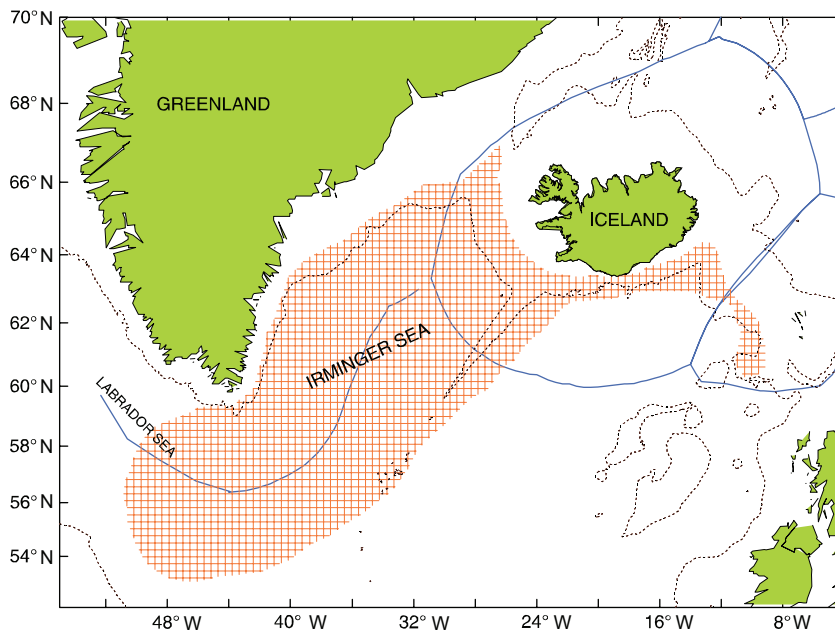 70° N
68° N
66° N
64° N
62° N
60° N
58° N
56° N
54° N
GREENLAND
ICELAND
IRMINGER SEA
LABRADOR SEA
48° W
40° W
32° W
24° W
16° W
8° W